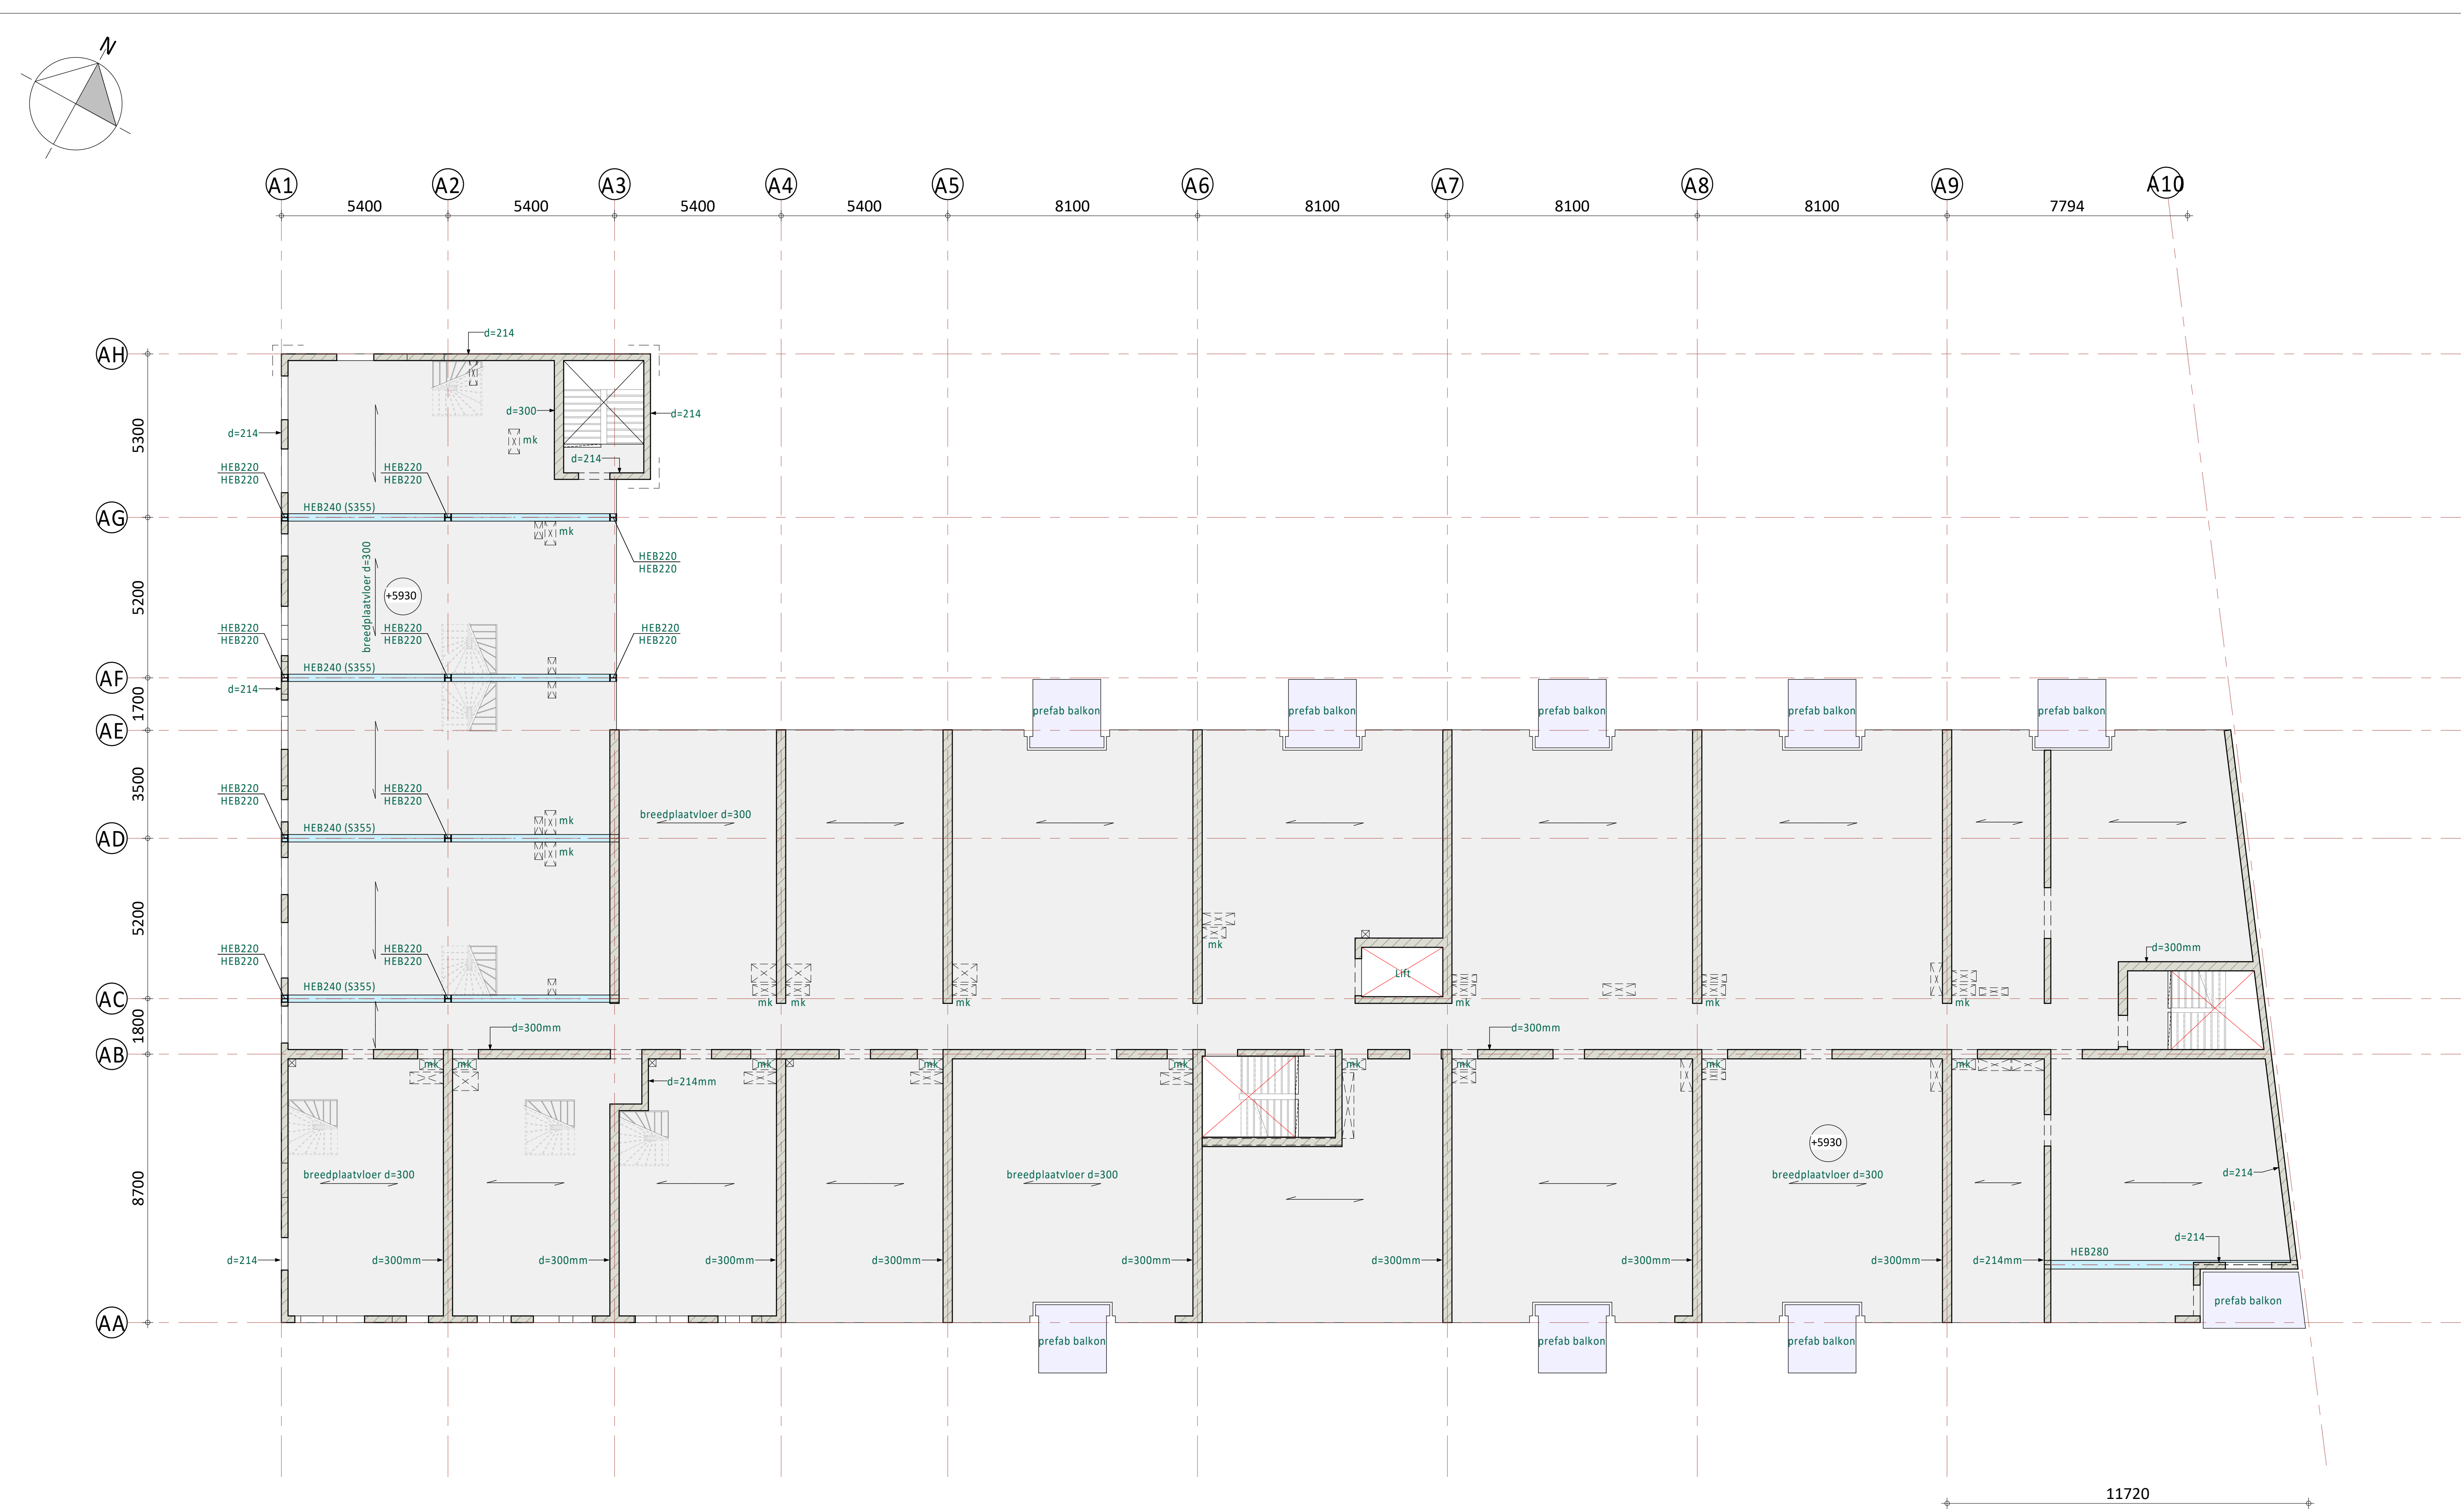 N
A1 A2 A3 A4 A5 A6 A7 A8 A9 A10
5400 5400 5400 5400 8100 8100 8100 8100 7794
d=214
AH
d=300
d=214
5300
d=214
mk
d=214
HEB220 HEB220
HEB220 HEB220
HEB240 (S355)
AG
mk
HEB220
HEB220
breedplaatvloer d=300
+5930
5200
HEB220 HEB220 HEB220
HEB220 HEB220 HEB220
HEB240 (S355)
AF
d=214
1700
prefab balkon prefab balkon prefab balkon prefab balkon prefab balkon
AE
3500
HEB220 HEB220
HEB220 HEB220
breedplaatvloer d=300
mk
HEB240 (S355)
AD
mk
5200
HEB220 HEB220
HEB220 HEB220
mk
d=300mm
Lift
HEB240 (S355)
AC
mk mk mk mk mk mk
1800
d=300mm d=300mm
AB
mk mk mk mk mk mk mk mk
d=214mm
8700
+5930
breedplaatvloer d=300 breedplaatvloer d=300 breedplaatvloer d=300
d=214
d=214
HEB280
d=214 d=300mm d=300mm d=300mm d=300mm d=300mm d=300mm d=300mm d=300mm d=214mm
prefab balkon
AA
prefab balkon prefab balkon prefab balkon
11720